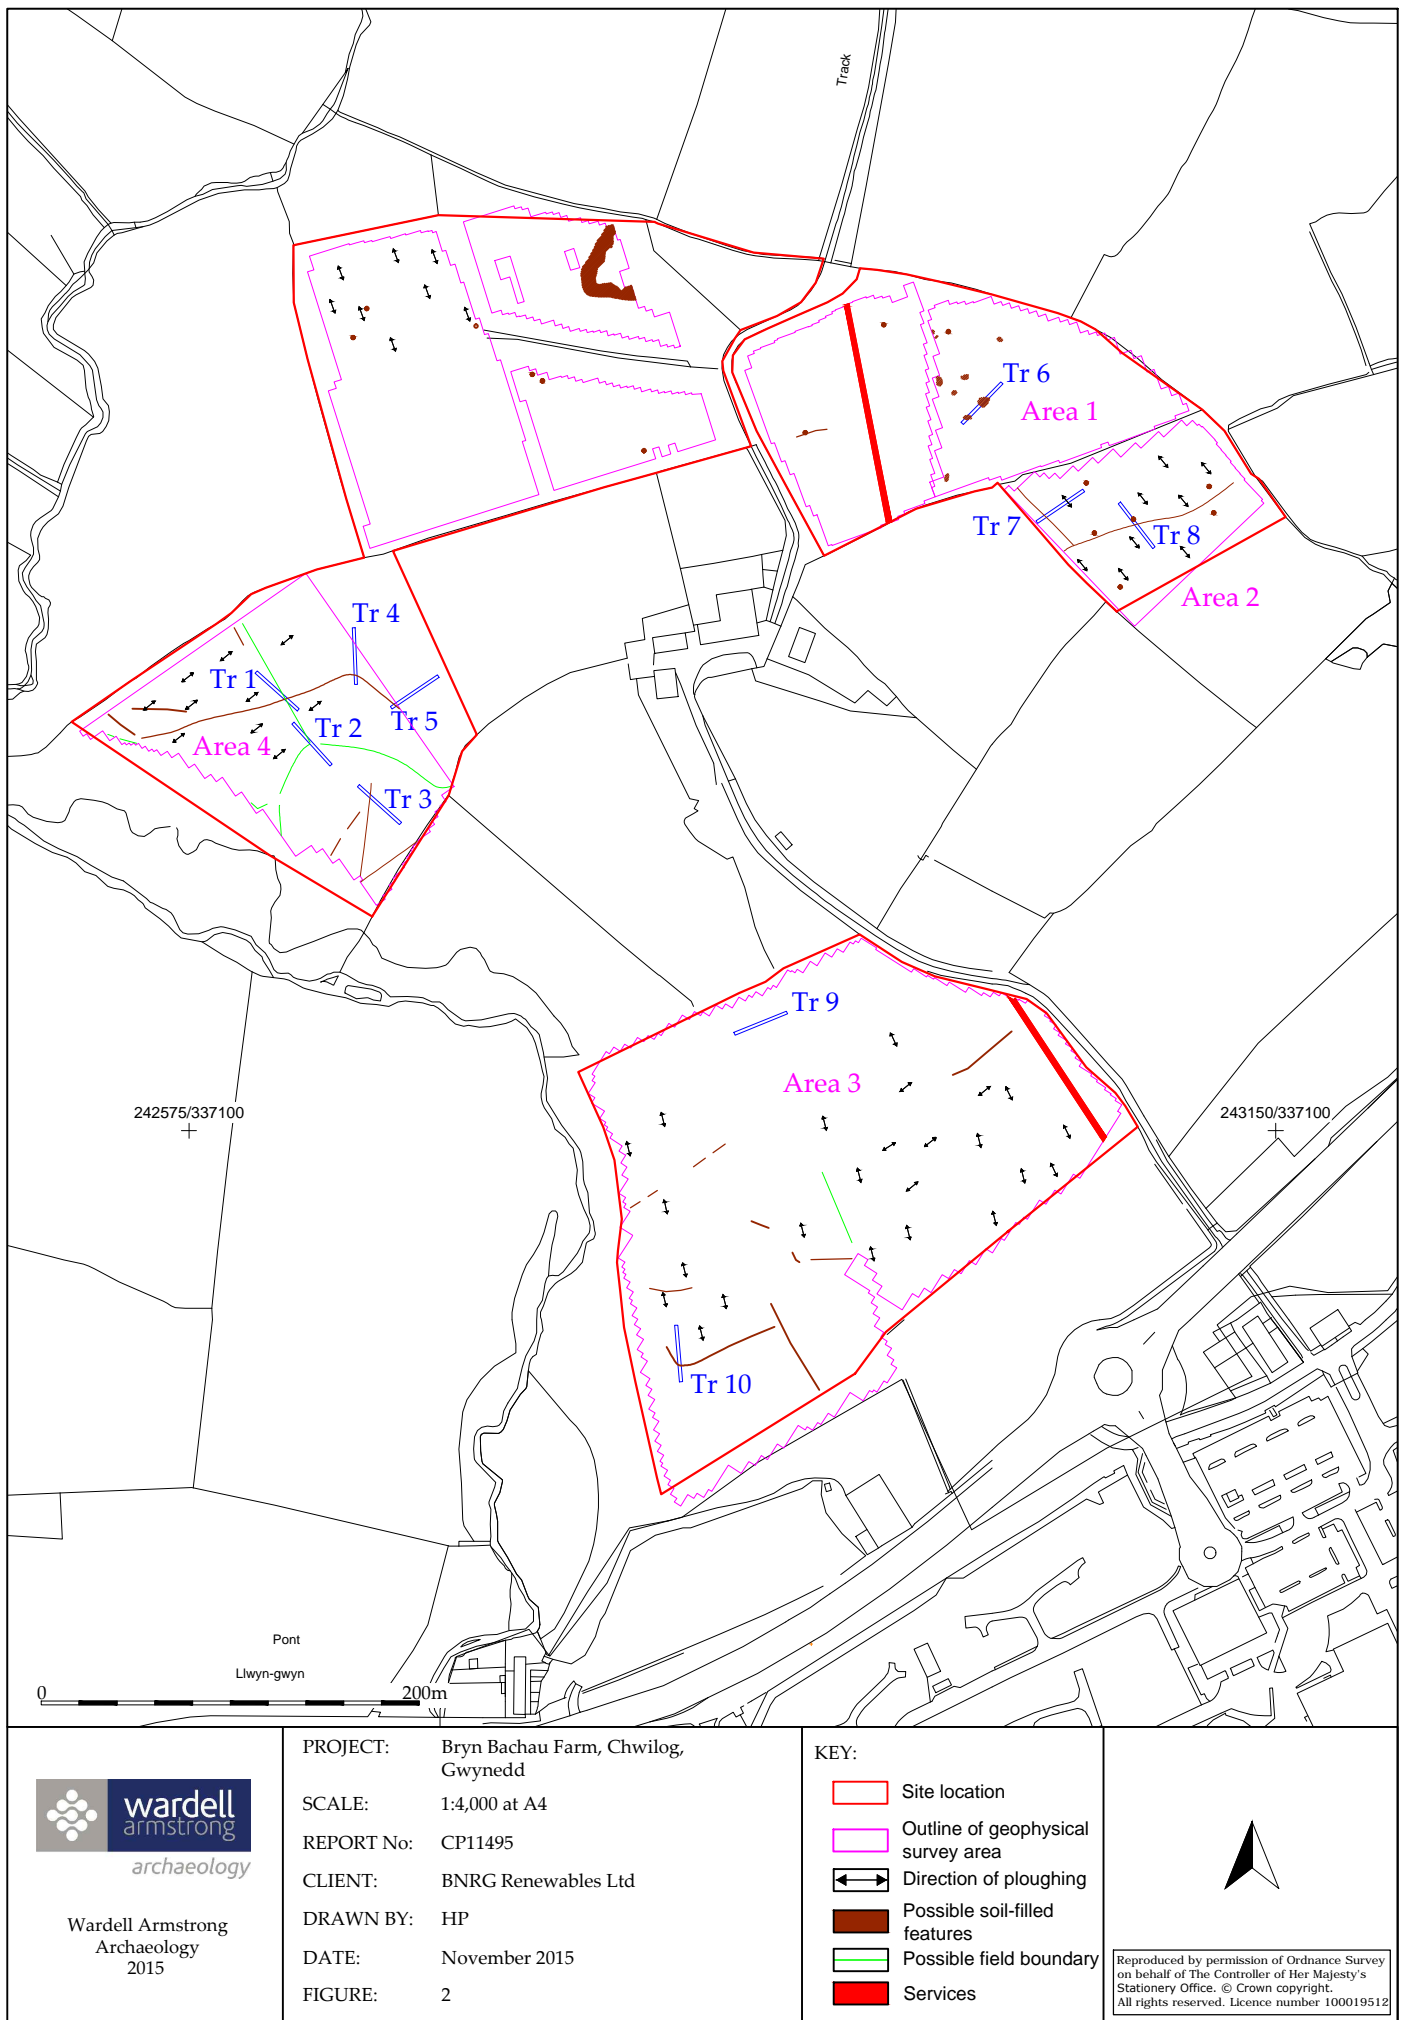 Track
Tr 6
Area 1
Tr 7
Tr 8
Area 2
Tr 4
Tr 1
Tr 5
Tr 2
Area 4
Tr 3
Tr 9
Area 3
242575/337100
243150/337100
Tr 10
Pont
Llwyn-gwyn
0
200m
wardell
armstrong
archaeology
Wardell Armstrong
Archaeology
2015
PROJECT: Bryn Bachau Farm, Chwilog,
Gwynedd
SCALE: 1:4,000 at A4
REPORT No: CP11495
CLIENT: BNRG Renewables Ltd
DRAWN BY: HP
DATE: November 2015
FIGURE: 2
KEY:
Site location
Outline of geophysical
survey area
Direction of ploughing
Possible soil-filled
features
Possible field boundary
Services
Reproduced by permission of Ordnance Survey
on behalf of The Controller of Her Majesty's
Stationery Office. © Crown copyright.
All rights reserved. Licence number 100019512